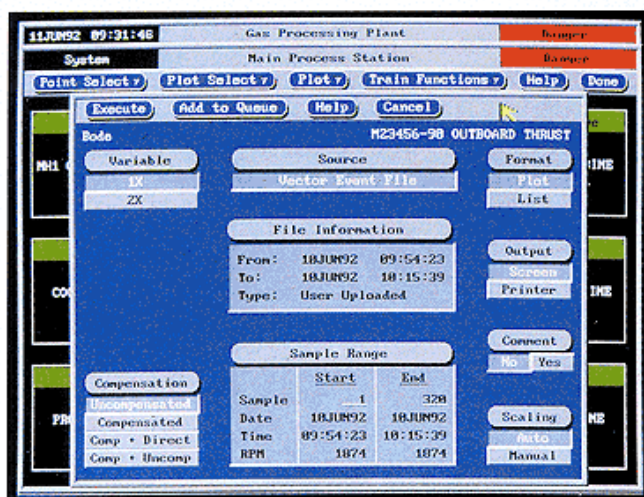 11JUN92 09:31:46 Gas Processing Plant Danger
System Main Process Station Danger
Point Select Plot Select Plot Train Functions Help Done
Execute Add to Queue Help Cancel
Bode M23456-98 OUTBOARD THRUST
Variable Source Format
1X Vector Event File Plot
2X List
File Information
From: 10JUN92 09:54:23
To: 10JUN92 10:15:39
Type: User Uploaded
Output
Screen
Printer
Comment
No Yes
Sample Range
Start End
Sample 1 320
Date 10JUN92 10JUN92
Time 09:54:23 10:15:39
RPM 1874 1874
Compensation
Uncompensated
Compensated
Comp + Direct
Comp + Uncomp
Scaling
Auto
Manual
MH1
CO
PR